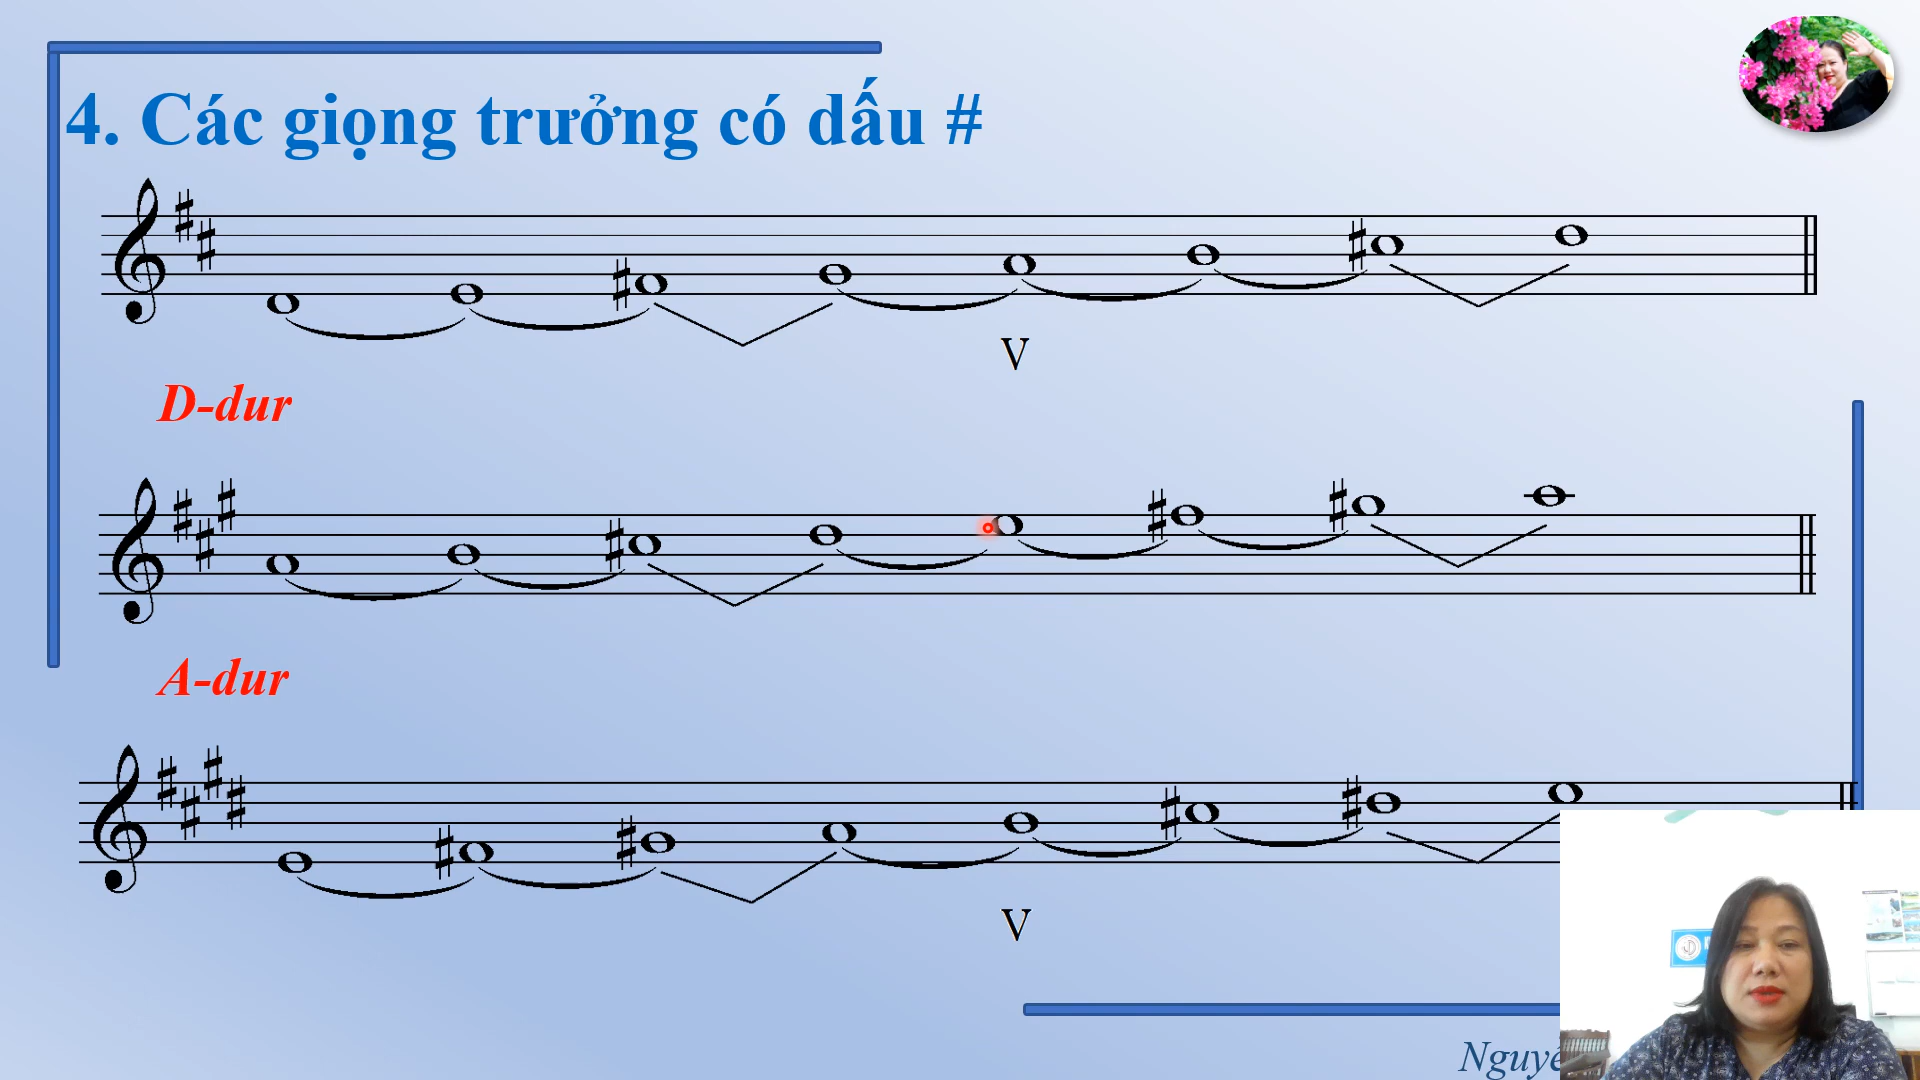 4. Các giọng trưởng có dấu #
V
D-dur
A-dur
V